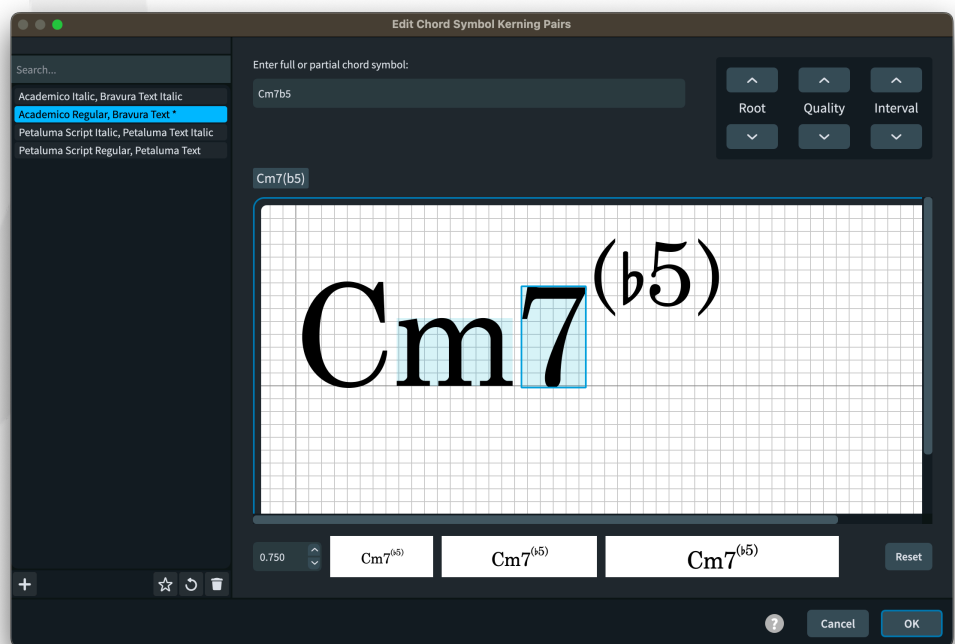 Edit Chord Symbol Kerning Pairs
Search...
Academico Italic, Bravura Text Italic
Academico Regular, Bravura Text *
Petaluma Script Italic, Petaluma Text Italic
Petaluma Script Regular, Petaluma Text
Enter full or partial chord symbol:
Cm7b5
Root Quality Interval
Cm7(b5)
Cm7(♭5)
0.750 Cm7(♭5) Cm7(♭5) Cm7(♭5) Reset
+
? Cancel OK